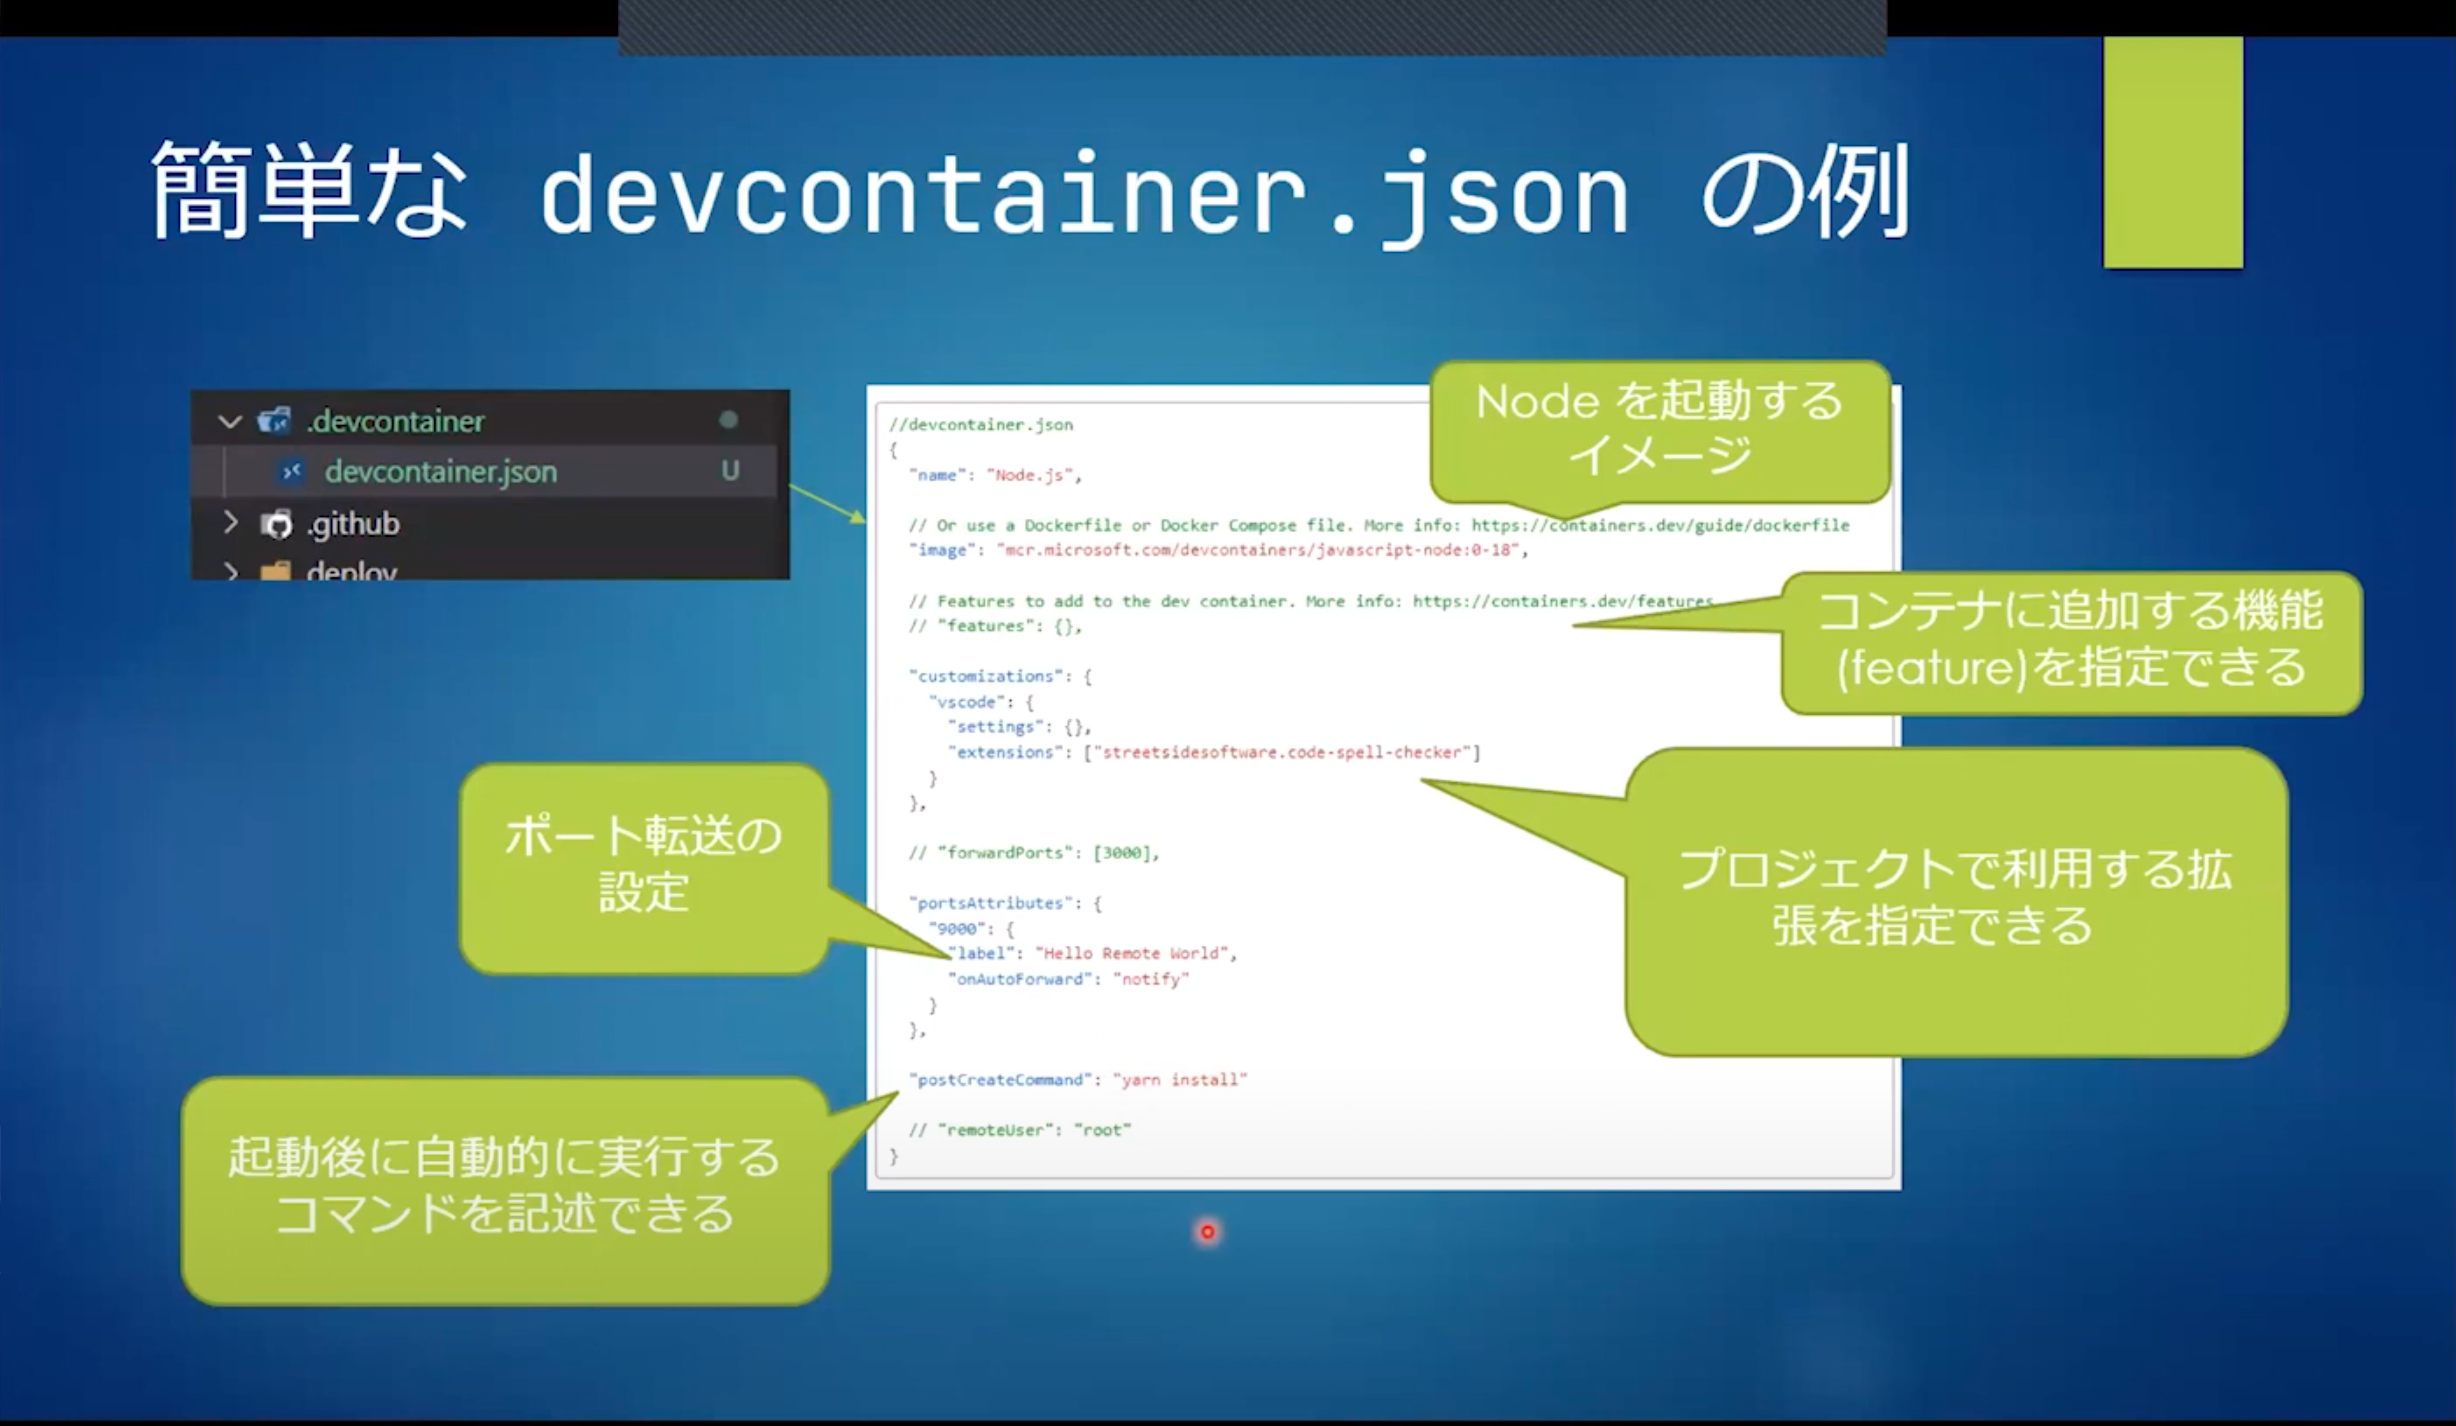 簡単な devcontainer.json の例
.devcontainer
devcontainer.json U
.github
deploy
//devcontainer.json
{
"name": "Node.js",
// Or use a Dockerfile or Docker Compose file. More info: https://containers.dev/guide/dockerfile
"image": "mcr.microsoft.com/devcontainers/javascript-node:0-18",
// Features to add to the dev container. More info: https://containers.dev/features
// "features": {},
"customizations": {
"vscode": {
"settings": {},
"extensions": ["streetsidesoftware.code-spell-checker"]
}
},
// "forwardPorts": [3000],
"portsAttributes": {
"9000": {
"label": "Hello Remote World",
"onAutoForward": "notify"
}
},
"postCreateCommand": "yarn install"
// "remoteUser": "root"
}
Node を起動する
イメージ
コンテナに追加する機能
(feature)を指定できる
プロジェクトで利用する拡
張を指定できる
ポート転送の
設定
起動後に自動的に実行する
コマンドを記述できる